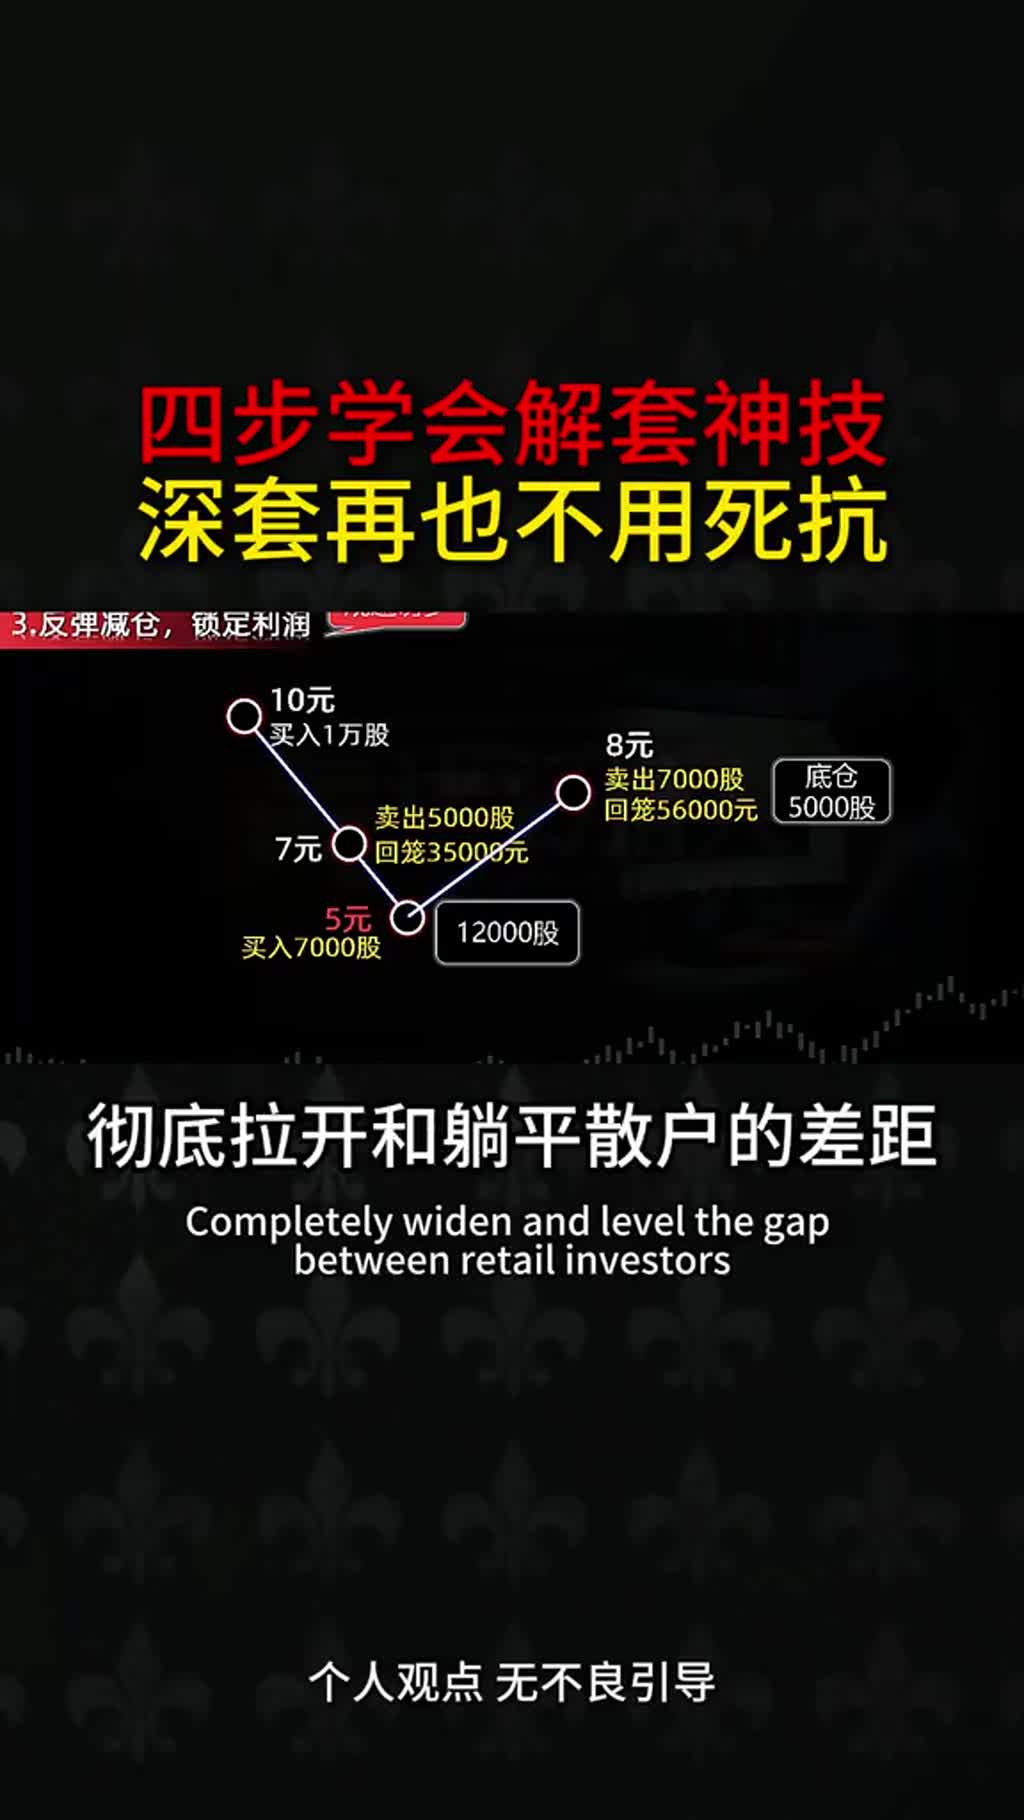 四步学会解套神技
深套再也不用死抗
3.反弹减仓，锁定利润
10元
买入1万股
8元
卖出7000股
回笼56000元
底仓
5000股
卖出5000股
7元
回笼35000元
5元
买入7000股
12000股
彻底拉开和躺平散户的差距
Completely widen and level the gap
between retail investors
个人观点 无不良引导